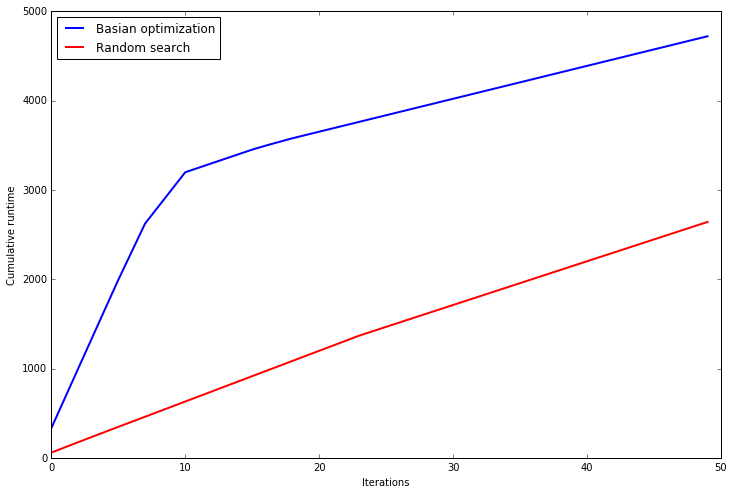 5000
4000
3000
2000
1000
0
Cumulative runtime
Basian optimization
Random search
0 10 20 30 40 50
Iterations